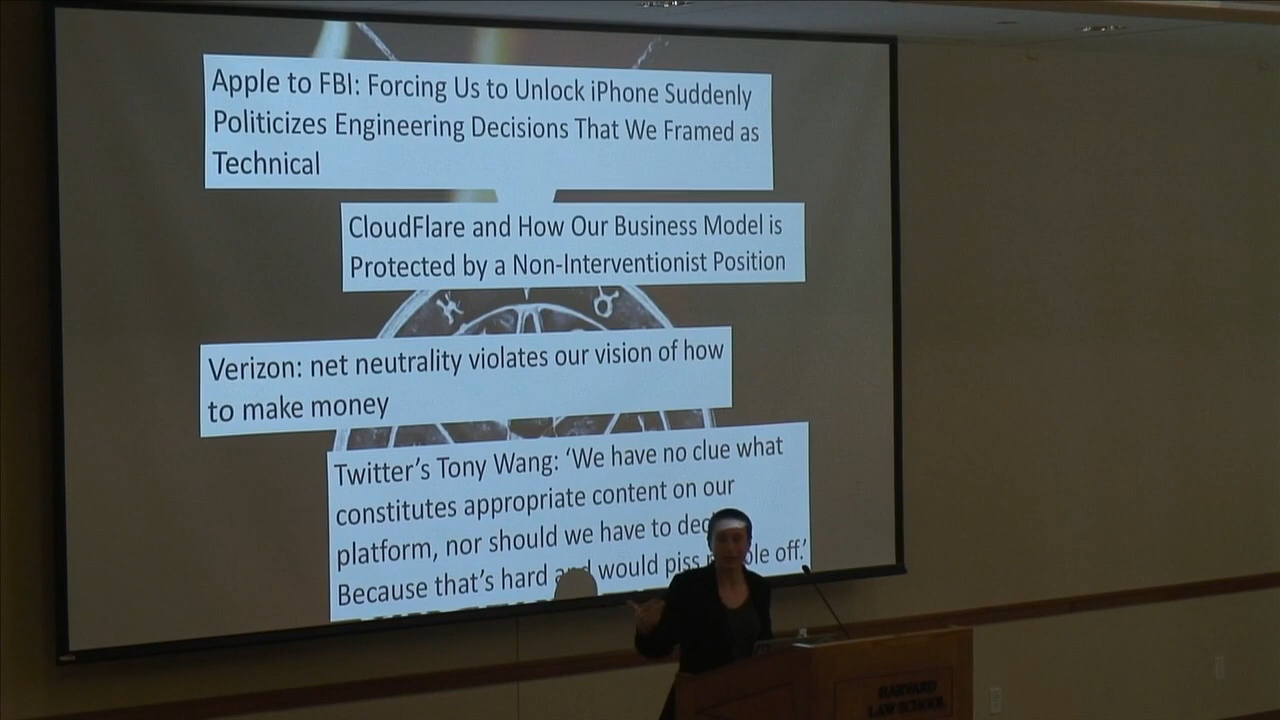 Apple to FBI: Forcing Us to Unlock iPhone Suddenly
Politicizes Engineering Decisions That We Framed as
Technical
CloudFlare and How Our Business Model is
Protected by a Non-Interventionist Position
Verizon: net neutrality violates our vision of how
to make money
Twitter's Tony Wang: 'We have no clue what
constitutes appropriate content on our
platform, nor should we have to
Because that's hard and would piss off.'
HARVARD
LAW SCHOOL